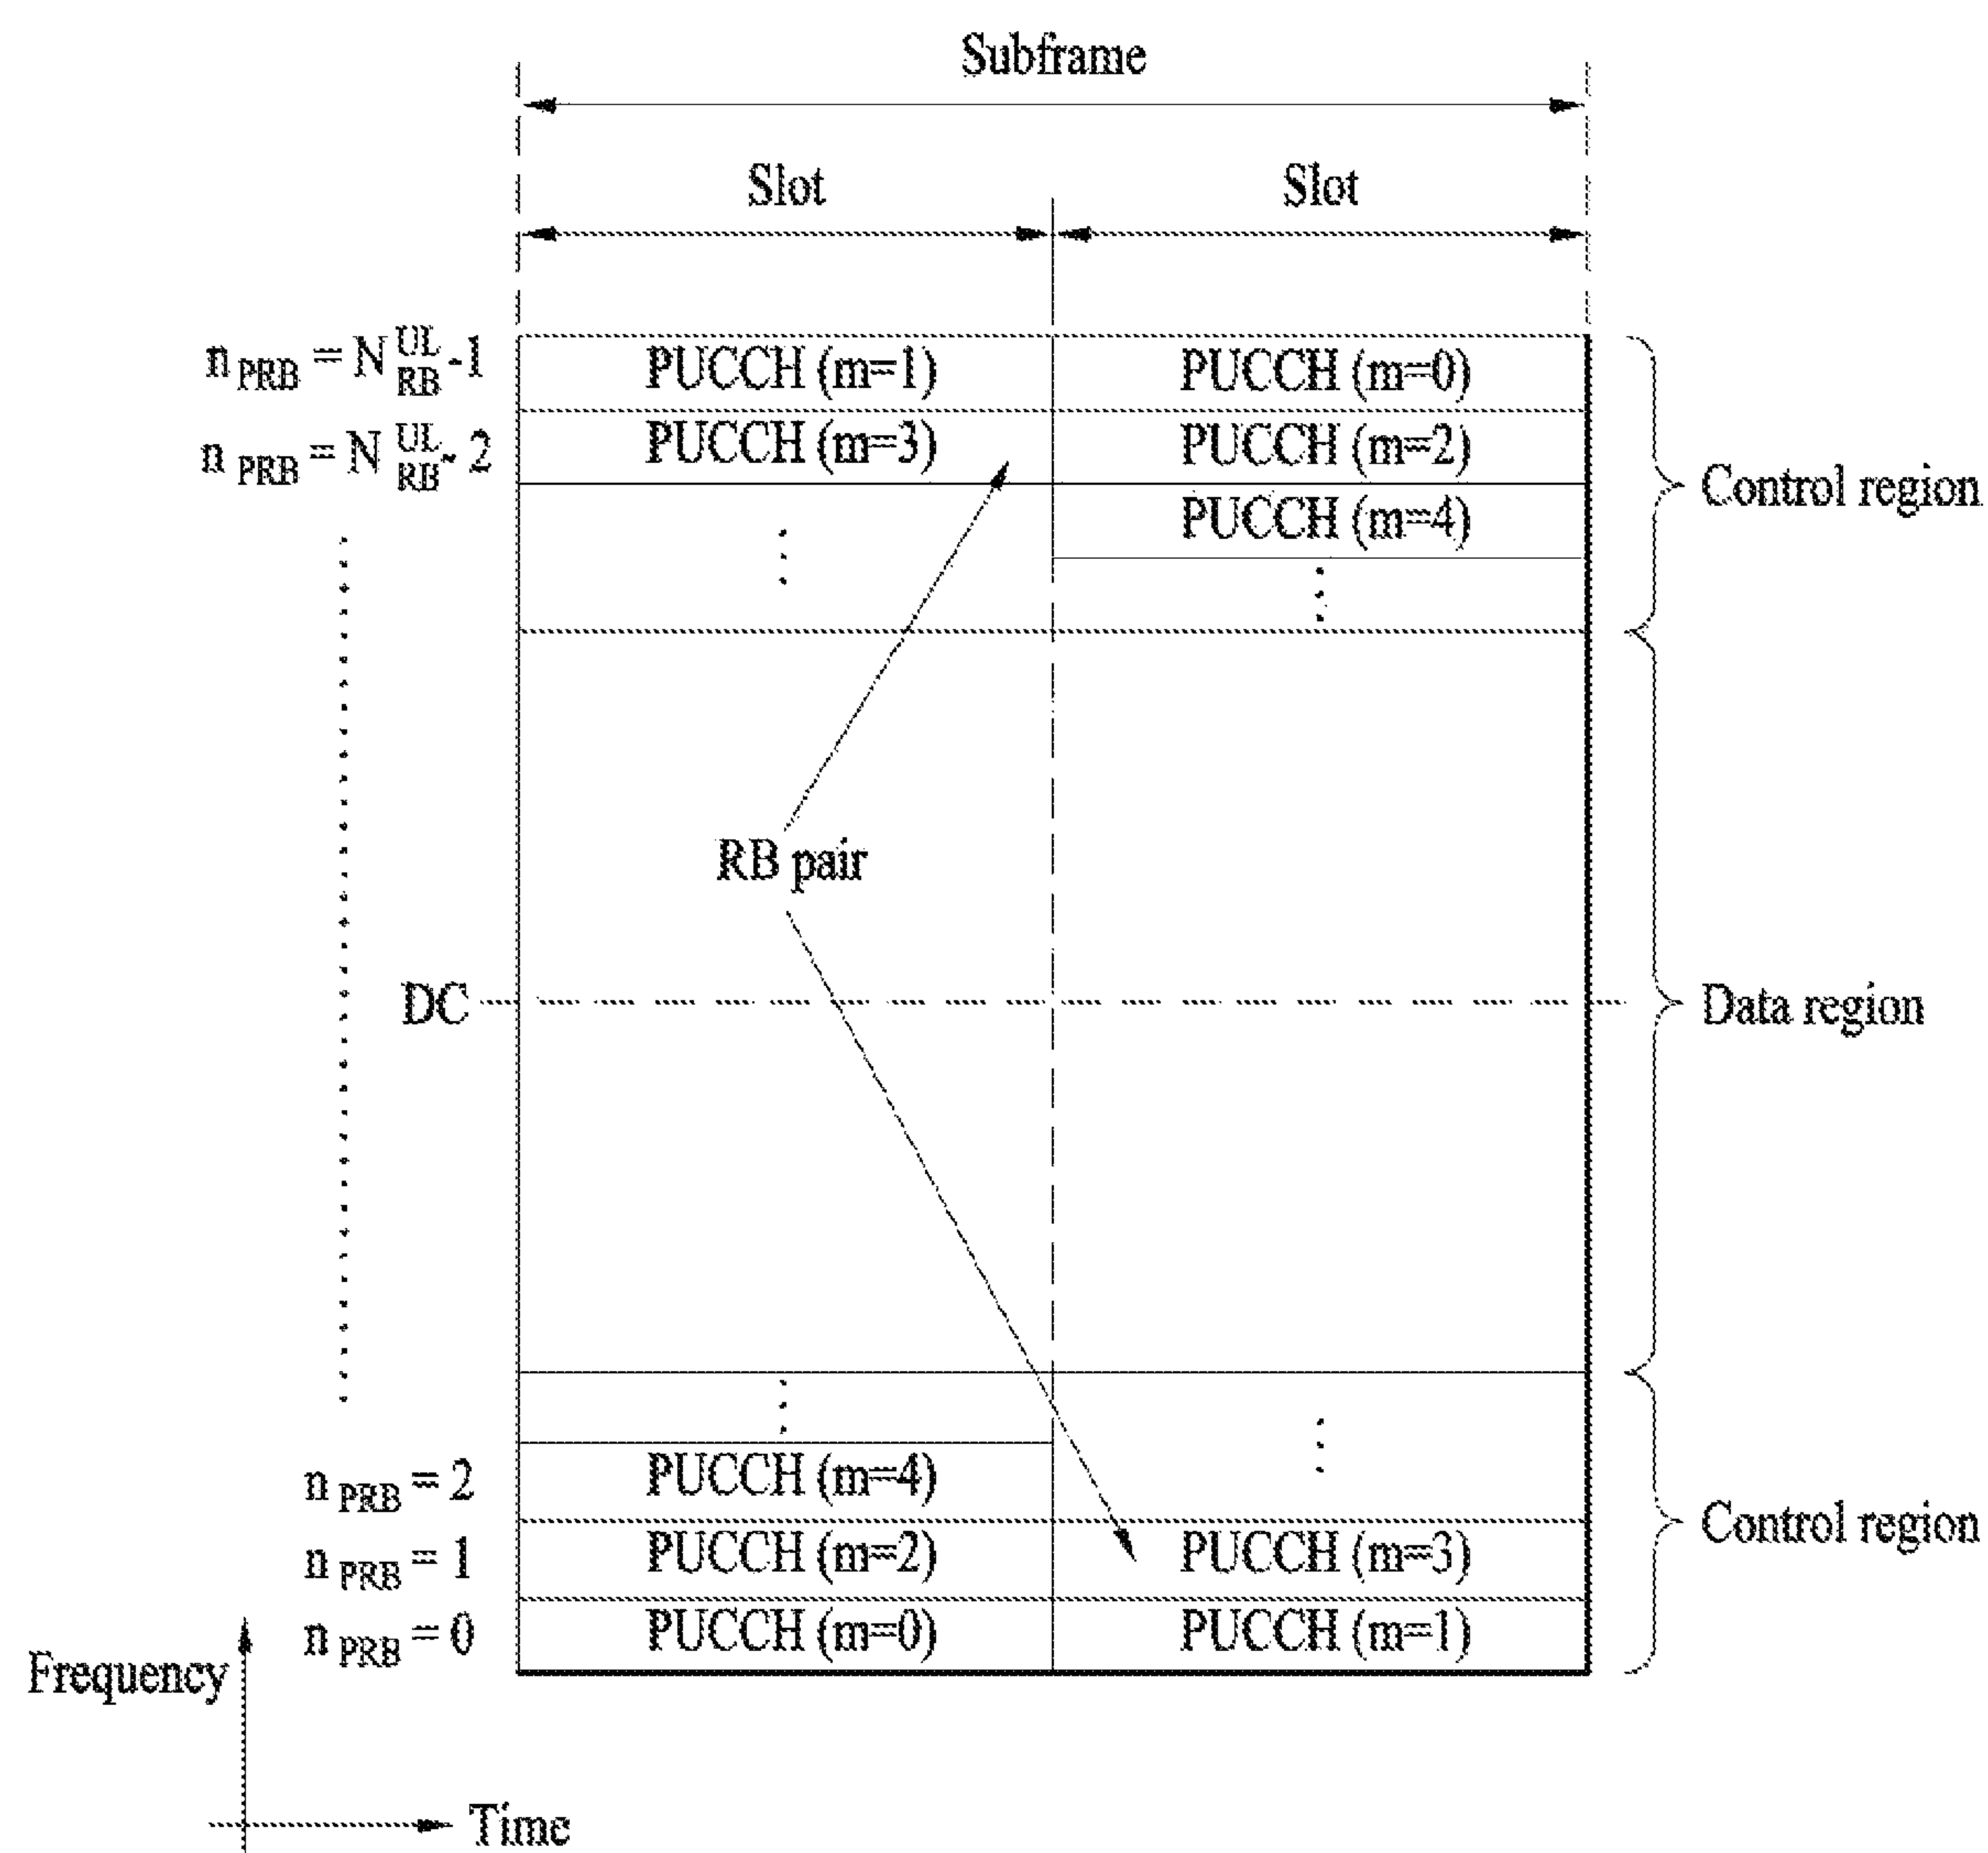 Subframe
Slot Slot
n PRB = N UL RB -1 PUCCH (m=1) PUCCH (m=0)
n PRB = N UL RB - 2 PUCCH (m=3) PUCCH (m=2)
Control region
PUCCH (m=4)
RB pair
DC Data region
n PRB = 2 PUCCH (m=4)
n PRB = 1 PUCCH (m=2) PUCCH (m=3)
Control region
n PRB = 0 PUCCH (m=0) PUCCH (m=1)
Frequency
Time